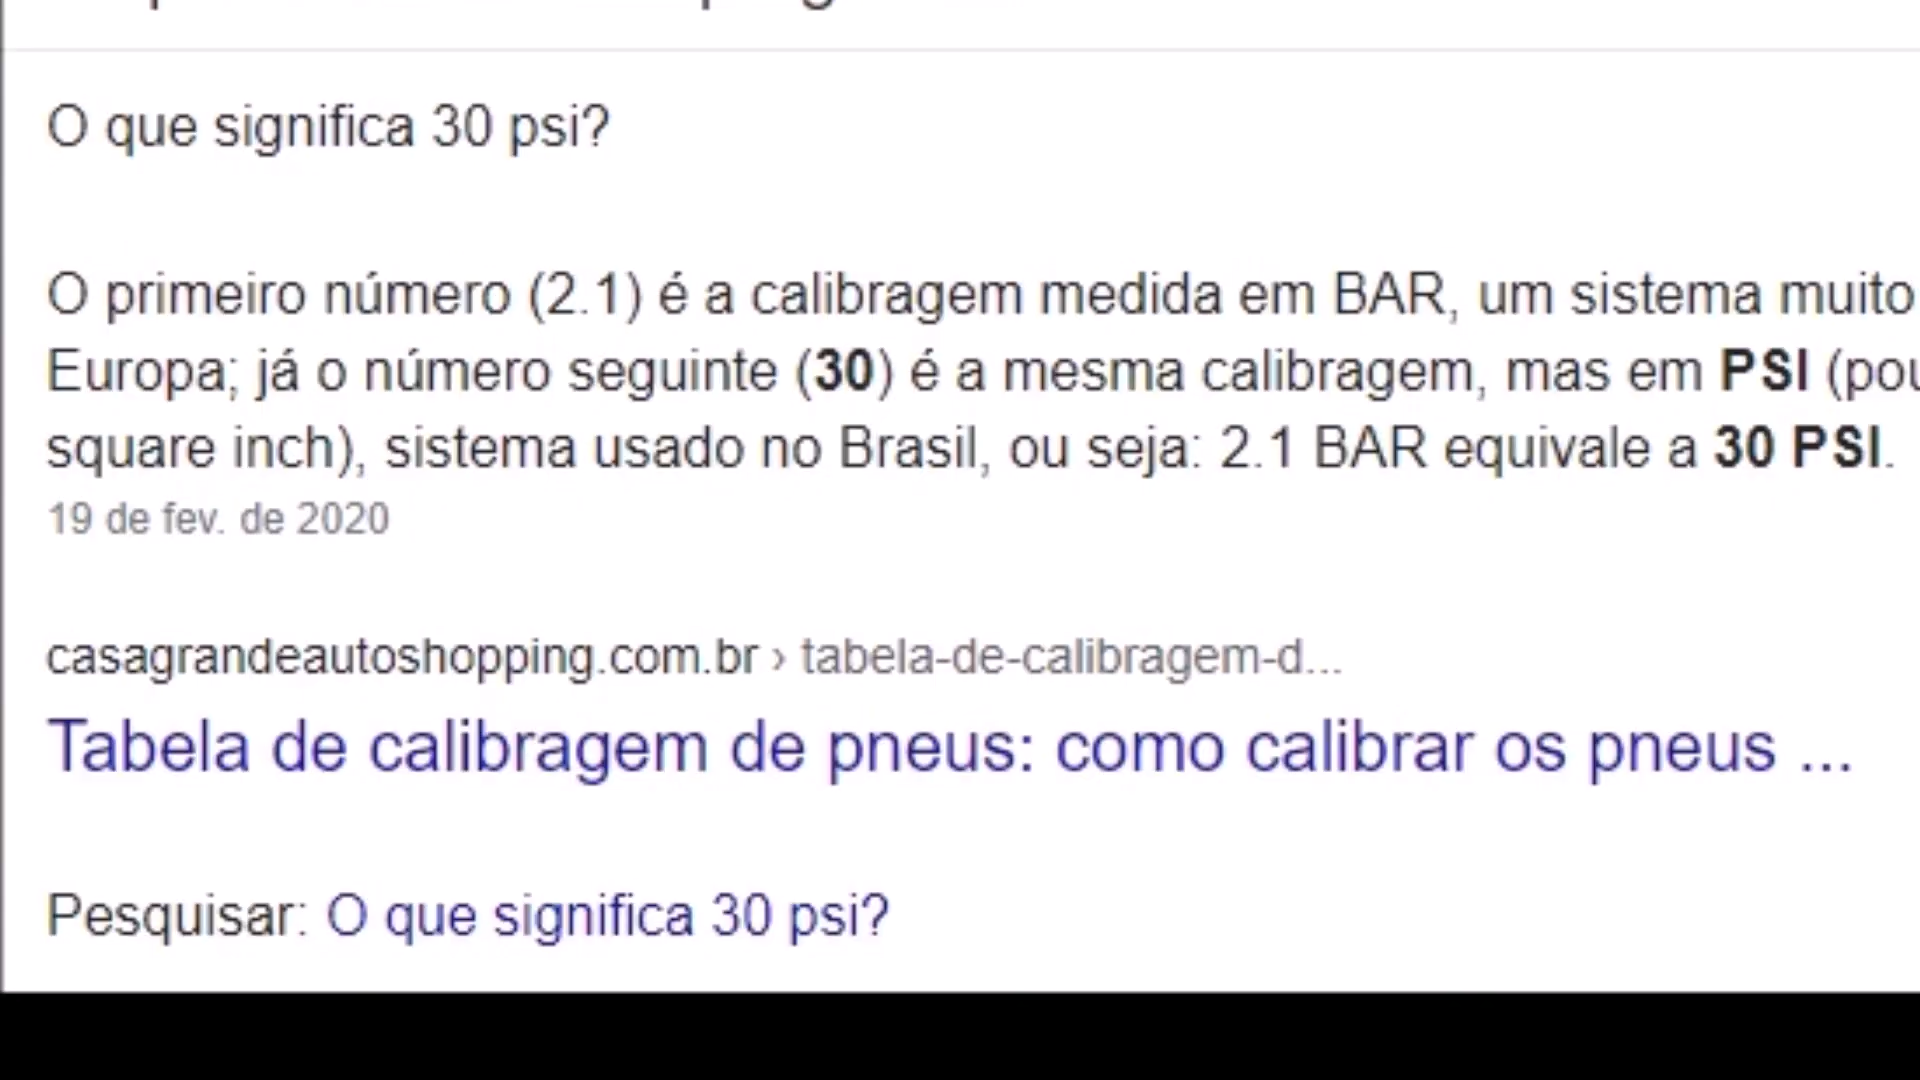 O que significa 30 psi?
O primeiro número (2.1) é a calibragem medida em BAR, um sistema muito
Europa; já o número seguinte (30) é a mesma calibragem, mas em PSI
square inch), sistema usado no Brasil, ou seja: 2.1 BAR equivale a 30 PSI.
19 de fev. de 2020
casagrandeautoshopping.com.br › tabela-de-calibragem-d...
Tabela de calibragem de pneus: como calibrar os pneus ...
Pesquisar: O que significa 30 psi?